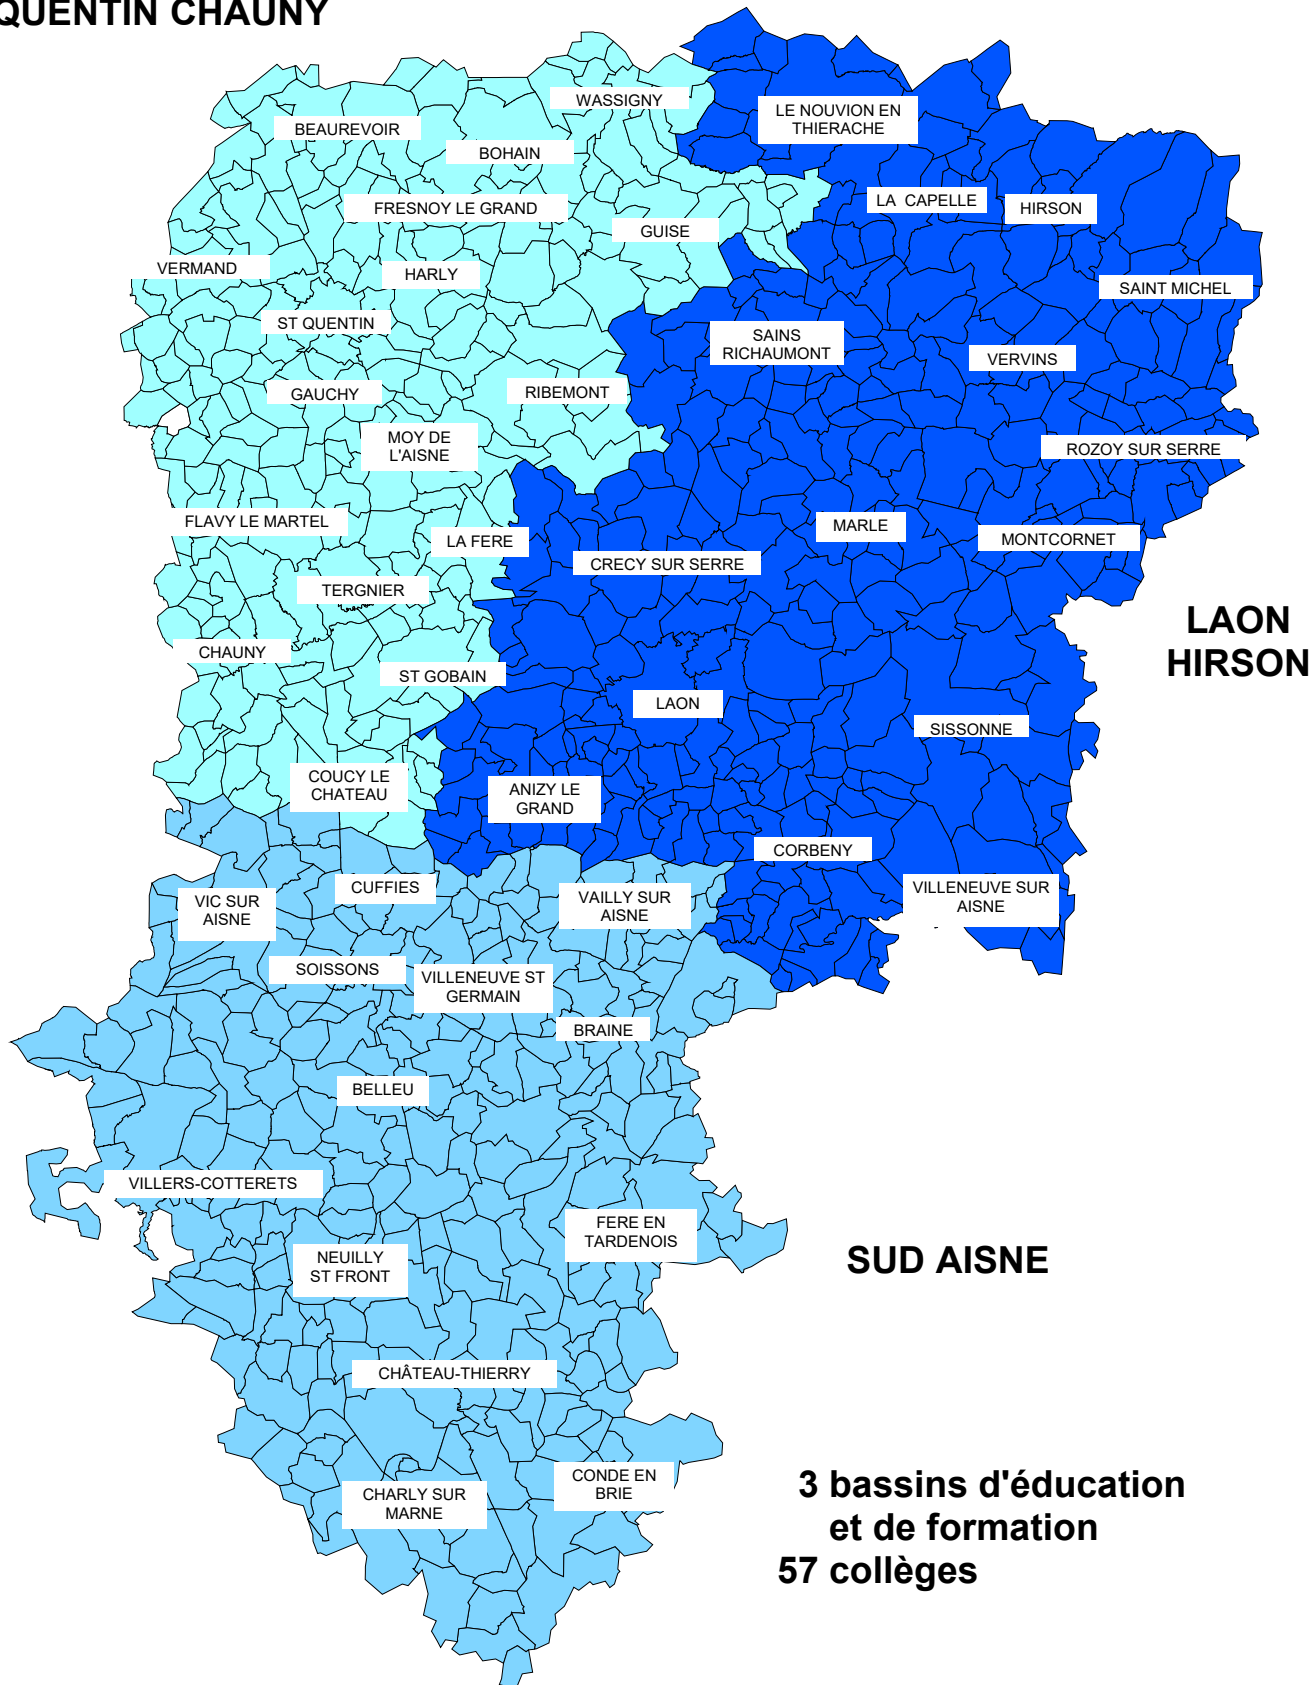 QUENTIN CHAUNY
WASSIGNY
LE NOUVION EN
THIERACHE
BEAUREVOIR
BOHAIN
LA  CAPELLE
HIRSON
FRESNOY LE GRAND
GUISE
VERMAND
HARLY
SAINT MICHEL
ST QUENTIN
SAINS
RICHAUMONT
VERVINS
GAUCHY
RIBEMONT
MOY DE
L'AISNE
ROZOY SUR SERRE
FLAVY LE MARTEL
LA FERE
MARLE
MONTCORNET
CRECY SUR SERRE
TERGNIER
LAON
HIRSON
CHAUNY
ST GOBAIN
LAON
SISSONNE
COUCY LE
CHATEAU
ANIZY LE
GRAND
CORBENY
VIC SUR
AISNE
CUFFIES
VAILLY SUR
AISNE
VILLENEUVE SUR
AISNE
SOISSONS
VILLENEUVE ST
GERMAIN
BRAINE
BELLEU
VILLERS-COTTERETS
FERE EN
TARDENOIS
NEUILLY
ST FRONT
SUD AISNE
CHÂTEAU-THIERRY
CHARLY SUR
MARNE
CONDE EN
BRIE
3 bassins d'éducation
et de formation
57 collèges